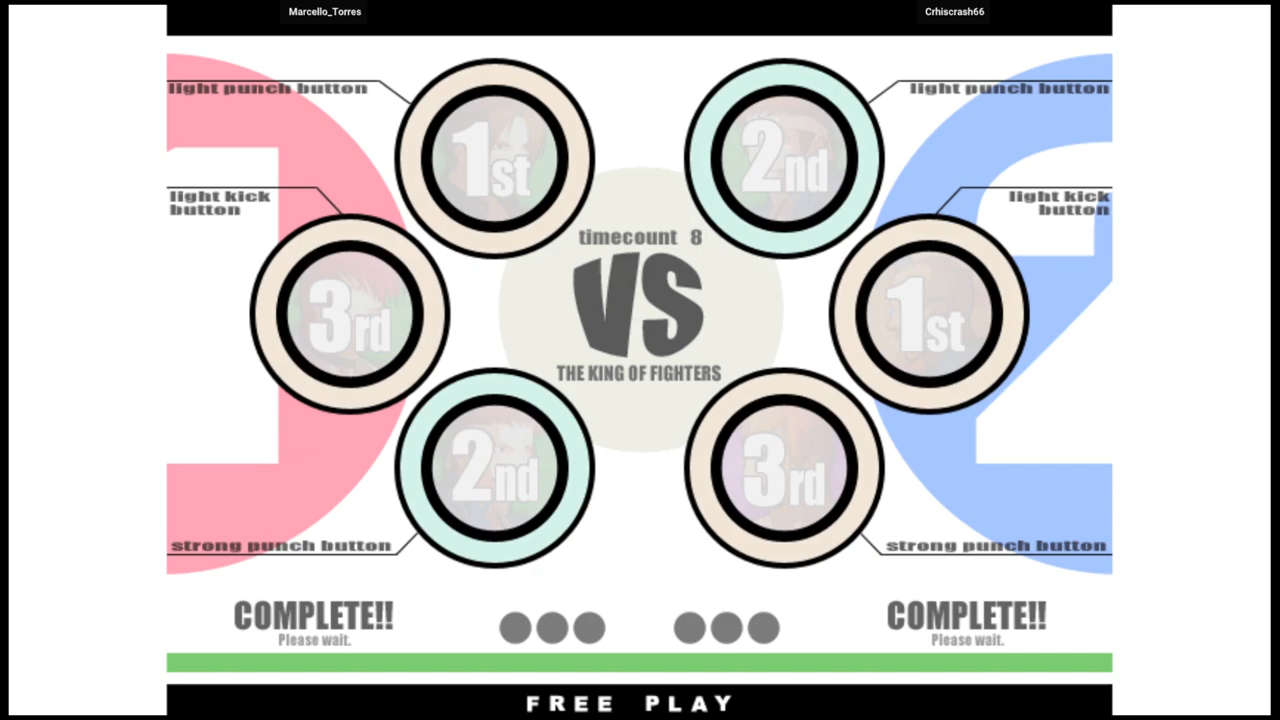 Marcello_Torres
Crhiscrash66
light punch button
light punch button
1st
2nd
light kick
button
light kick
button
timecount 8
VS
THE KING OF FIGHTERS
3rd
1st
2nd
3rd
strong punch button
strong punch button
COMPLETE!!
Please wait.
COMPLETE!!
Please wait.
FREE PLAY